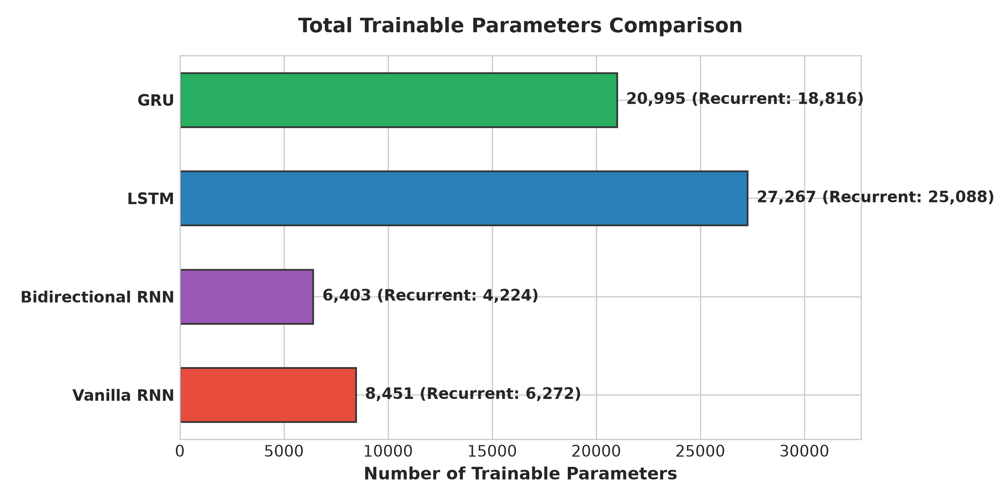 Total Trainable Parameters Comparison
GRU
20,995 (Recurrent: 18,816)
LSTM
27,267 (Recurrent: 25,088)
Bidirectional RNN
6,403 (Recurrent: 4,224)
Vanilla RNN
8,451 (Recurrent: 6,272)
0 5000 10000 15000 20000 25000 30000
Number of Trainable Parameters